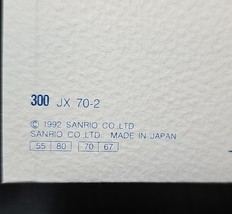 300 JX 70-2
© 1992 SANRIO CO.,LTD
SANRIO CO.,LTD. MADE IN JAPAN
55 80 70 67